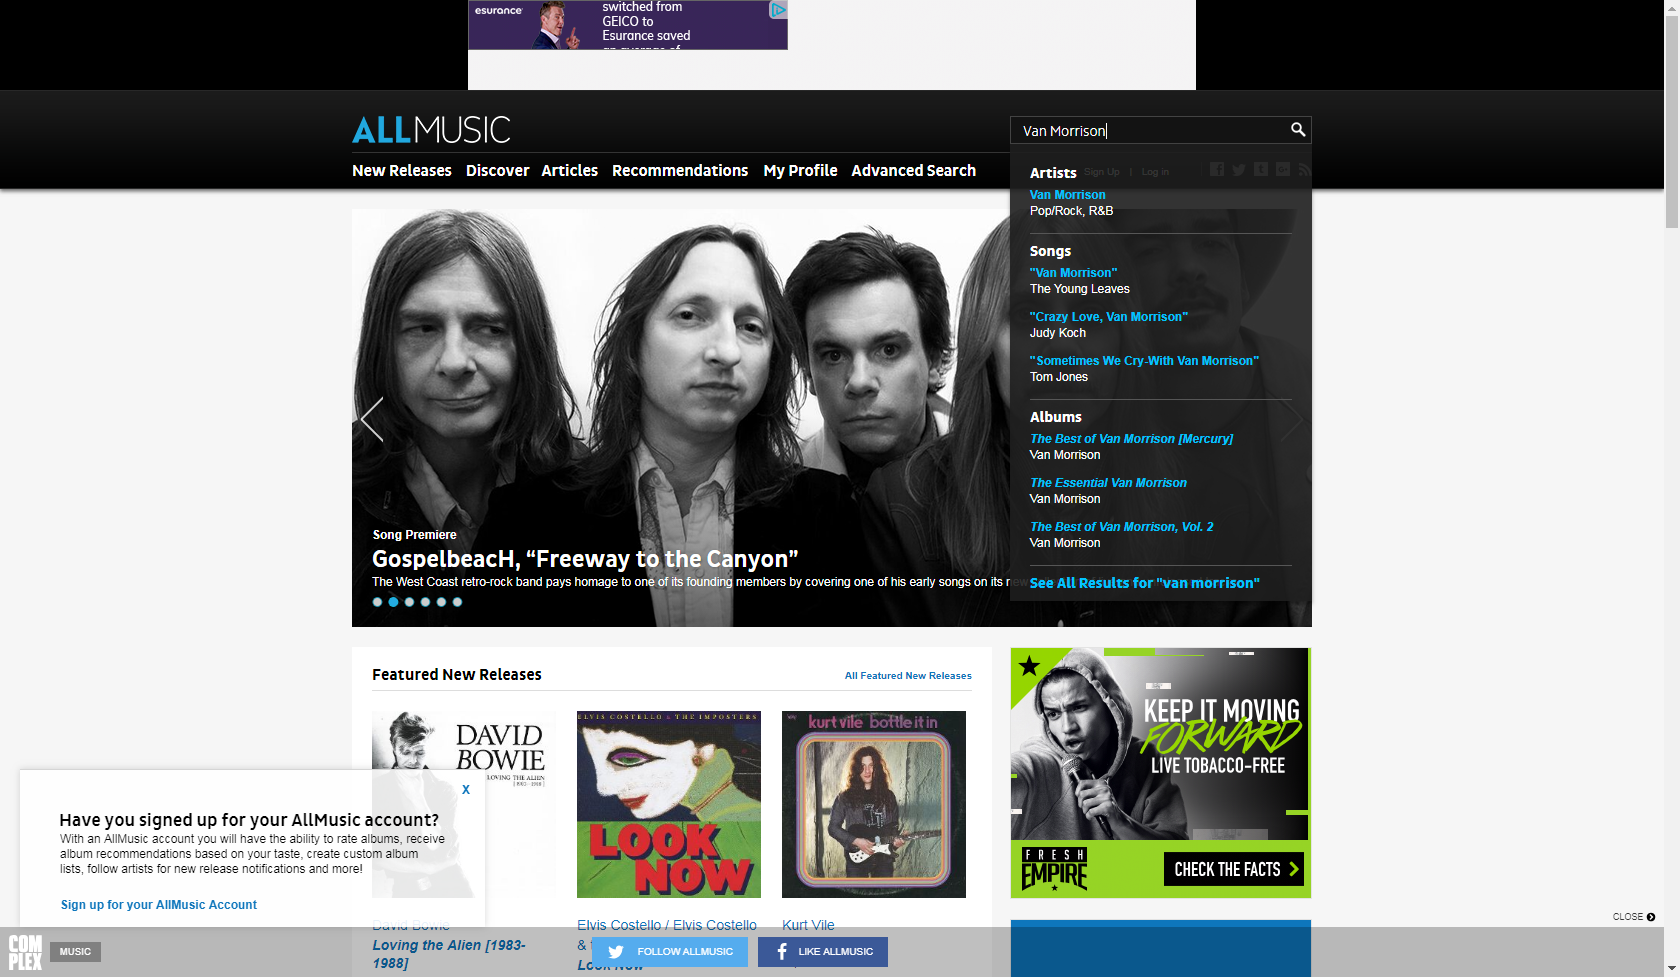 esurance
switched from
GEICO to
Esurance saved
an average of
ALLMUSIC
Van Morrison
New Releases Discover Articles Recommendations My Profile Advanced Search
Sign Up | Log in
Artists
Van Morrison
Pop/Rock, R&B
Songs
"Van Morrison"
The Young Leaves
"Crazy Love, Van Morrison"
Judy Koch
"Sometimes We Cry-With Van Morrison"
Tom Jones
Albums
The Best of Van Morrison [Mercury]
Van Morrison
The Essential Van Morrison
Van Morrison
The Best of Van Morrison, Vol. 2
Van Morrison
See All Results for "van morrison"
Song Premiere
GospelbeacH, “Freeway to the Canyon”
The West Coast retro-rock band pays homage to one of its founding members by covering one of his early songs on its new
Featured New Releases
All Featured New Releases
DAVID
BOWIE
LOVING THE ALIEN
[1983-1988]
ELVIS COSTELLO & THE IMPOSTERS
LOOK
NOW
kurt vile bottle it in
KEEP IT MOVING
FORWARD
LIVE TOBACCO-FREE
FRESH
EMPIRE
CHECK THE FACTS
X
Have you signed up for your AllMusic account?
With an AllMusic account you will have the ability to rate albums, receive
album recommendations based on your taste, create custom album
lists, follow artists for new release notifications and more!
Sign up for your AllMusic Account
David Bowie
Loving the Alien [1983-
1988]
Elvis Costello / Elvis Costello
&
Look Now
Kurt Vile
CLOSE
COM
PLEX
MUSIC
FOLLOW ALLMUSIC
LIKE ALLMUSIC